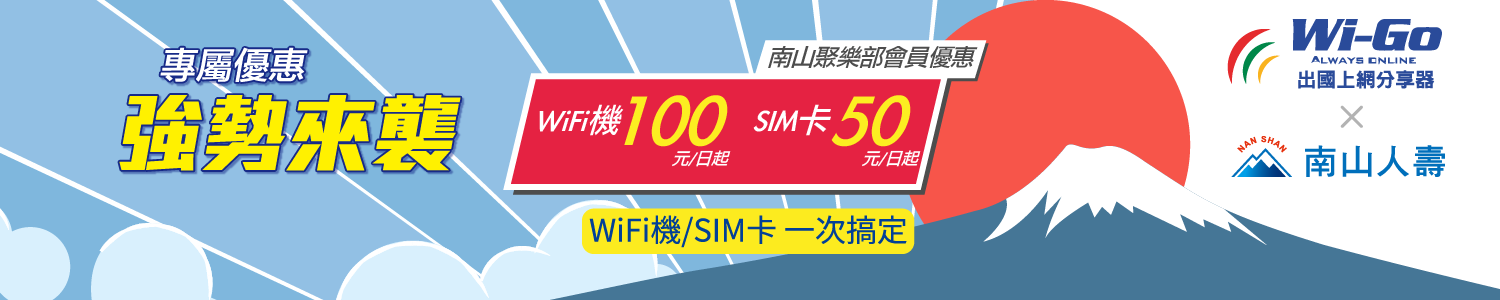 專屬優惠
強勢來襲
南山聚樂部會員優惠
WiFi機100元/日起
SIM卡50元/日起
WiFi機/SIM卡 一次搞定
Wi-Go
ALWAYS ONLINE
出國上網分享器
×
NAN SHAN
南山人壽